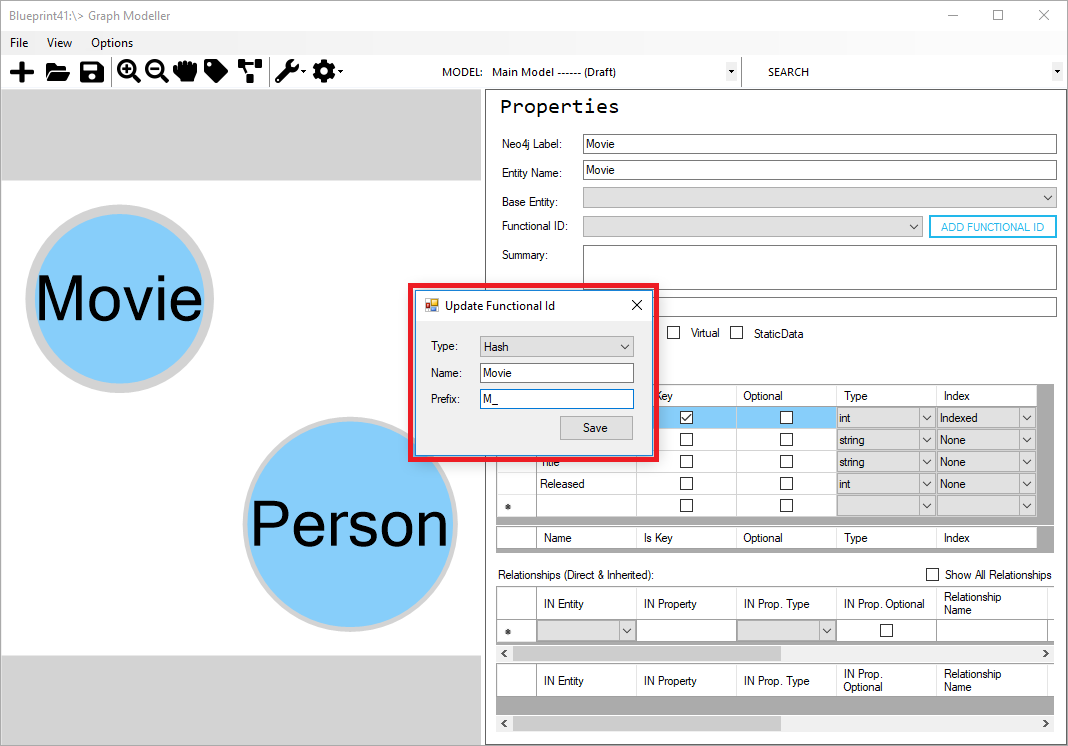 Blueprint41:\> Graph Modeller
File View Options
MODEL: Main Model ------ (Draft) SEARCH
Properties
Neo4j Label: Movie
Entity Name: Movie
Base Entity:
Functional ID: ADD FUNCTIONAL ID
Summary:
Movie
Person
Update Functional Id
Type: Hash
Name: Movie
Prefix: M_
Save
Virtual StaticData
Key Optional Type Index
int Indexed
string None
Title string None
Released int None
Name Is Key Optional Type Index
Relationships (Direct & Inherited): Show All Relationships
IN Entity IN Property IN Prop. Type IN Prop. Optional Relationship Name
IN Entity IN Property IN Prop. Type IN Prop. Optional Relationship Name